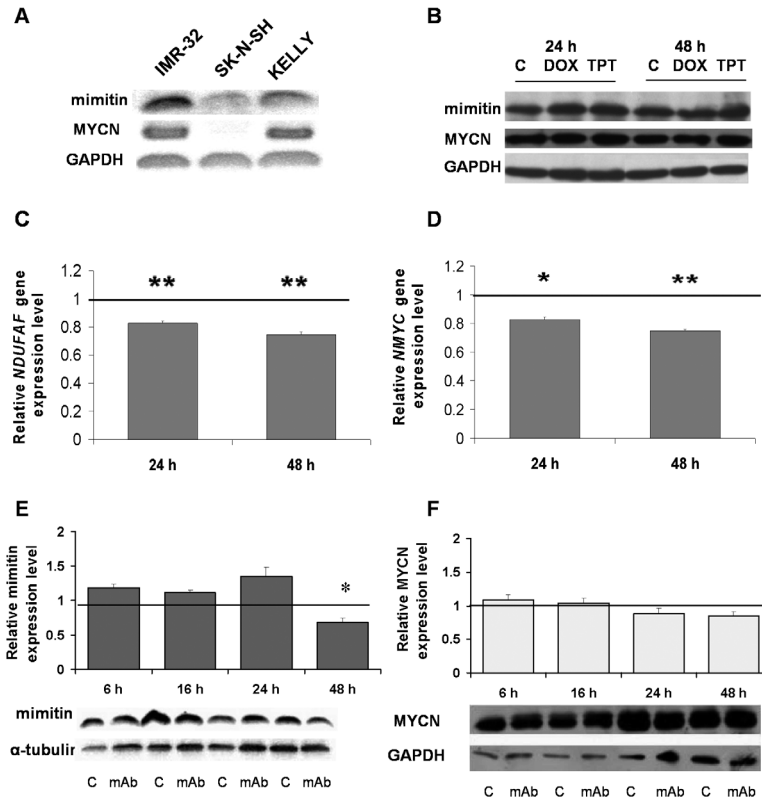 A
IMR-32 SK-N-SH KELLY
mimitin
MYCN
GAPDH
B
24 h 48 h
C DOX TPT C DOX TPT
mimitin
MYCN
GAPDH
C
Relative NDUFAF gene
expression level
1.2
1
0.8
0.6
0.4
0.2
0
** **
24 h 48 h
D
Relative NMYC gene
expression level
1.2
1
0.8
0.6
0.4
0.2
0
* **
24 h 48 h
E
Relative mimitin
expression level
2
1.5
1
0.5
0
*
6 h 16 h 24 h 48 h
mimitin
α-tubulir
C mAb C mAb C mAb C mAb
F
Relative MYCN
expression level
2
1.5
1
0.5
0
6 h 16 h 24 h 48 h
MYCN
GAPDH
C mAb C mAb C mAb C mAb